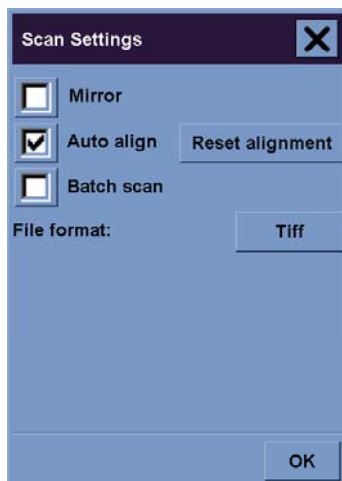 Scan Settings
Mirror
Auto align Reset alignment
Batch scan
File format: Tiff
OK